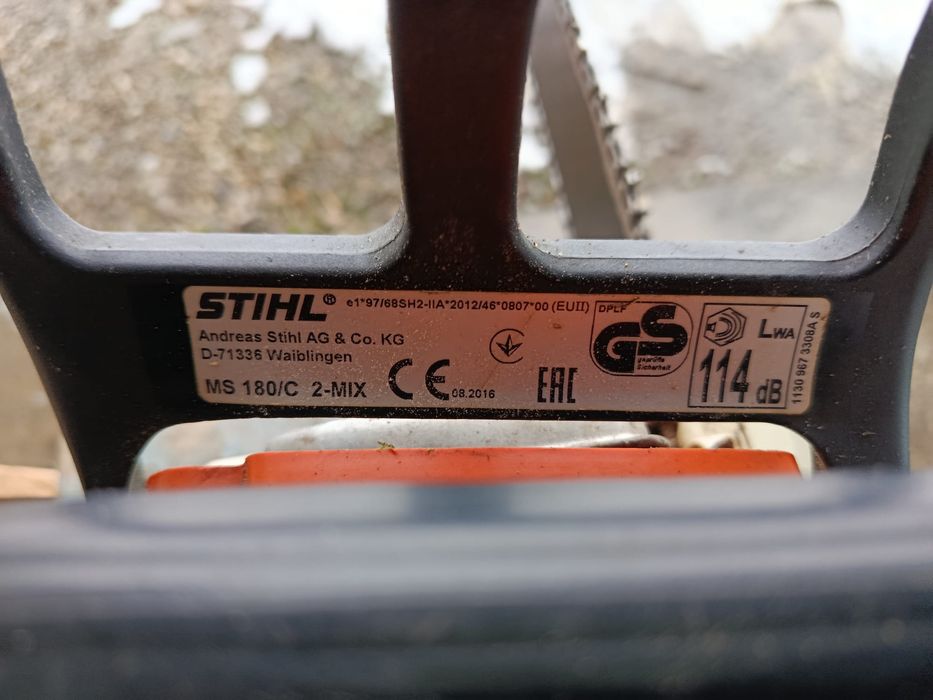 STIHL® e1*97/68SH2-IIA*2012/46*0807*00 (EUII)
Andreas Stihl AG & Co. KG
D-71336 Waiblingen
MS 180/C 2-MIX CE 08.2016 EAC
DPLF
GS
geprüfte
Sicherheit
LWA
114 dB
1130 967 3308A S